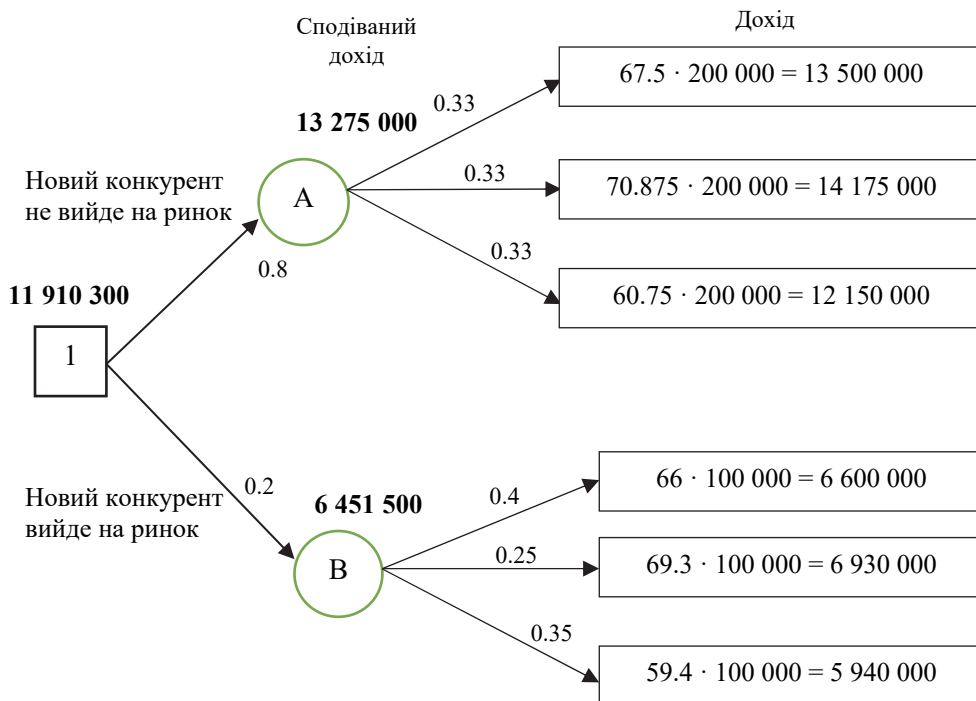 Сподіваний
дохід
Дохід
67.5 · 200 000 = 13 500 000
0.33
13 275 000
Новий конкурент
не вийде на ринок
A
0.33
70.875 · 200 000 = 14 175 000
0.33
0.8
60.75 · 200 000 = 12 150 000
11 910 300
1
Новий конкурент
вийде на ринок
0.2
6 451 500
B
0.4
66 · 100 000 = 6 600 000
0.25
69.3 · 100 000 = 6 930 000
0.35
59.4 · 100 000 = 5 940 000